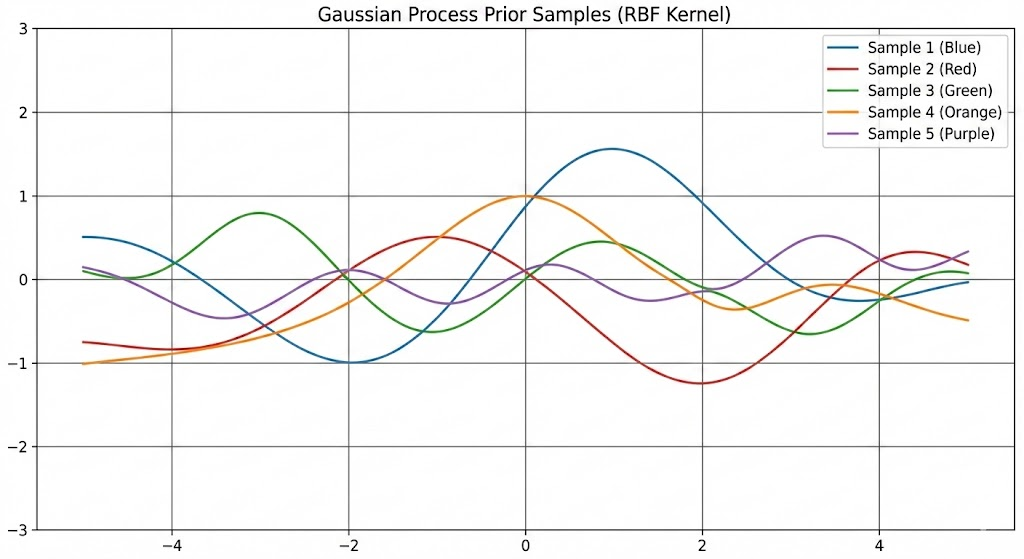 Gaussian Process Prior Samples (RBF Kernel)
3
2
1
0
−1
−2
−3
−4
−2
0
2
4
Sample 1 (Blue)
Sample 2 (Red)
Sample 3 (Green)
Sample 4 (Orange)
Sample 5 (Purple)